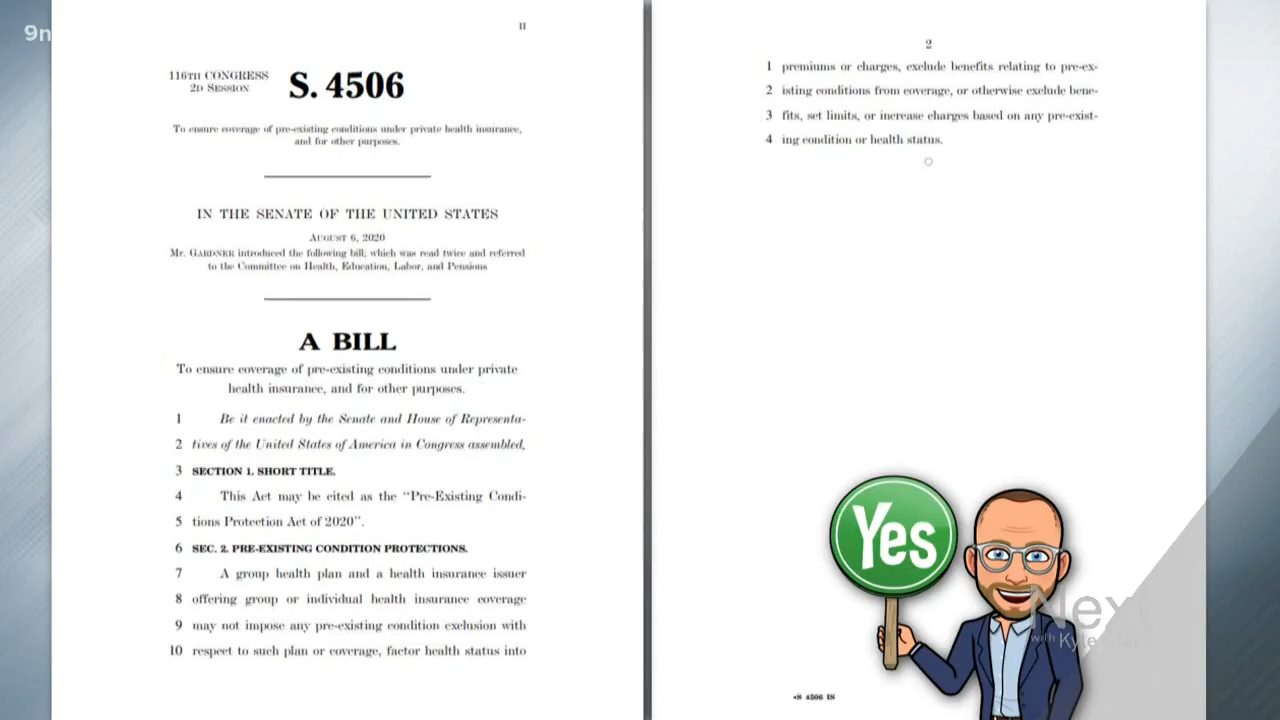 9n
II
116TH CONGRESS
2D SESSION
S. 4506
To ensure coverage of pre-existing conditions under private health insurance,
and for other purposes.
IN THE SENATE OF THE UNITED STATES
AUGUST 6, 2020
Mr. GARDNER introduced the following bill; which was read twice and referred
to the Committee on Health, Education, Labor, and Pensions
A BILL
To ensure coverage of pre-existing conditions under private
health insurance, and for other purposes.
1 Be it enacted by the Senate and House of Representa-
2 tives of the United States of America in Congress assembled,
3 SECTION 1. SHORT TITLE.
4 This Act may be cited as the “Pre-Existing Condi-
5 tions Protection Act of 2020”.
6 SEC. 2. PRE-EXISTING CONDITION PROTECTIONS.
7 A group health plan and a health insurance issuer
8 offering group or individual health insurance coverage
9 may not impose any pre-existing condition exclusion with
10 respect to such plan or coverage, factor health status into
2
1 premiums or charges, exclude benefits relating to pre-ex-
2 isting conditions from coverage, or otherwise exclude bene-
3 fits, set limits, or increase charges based on any pre-exist-
4 ing condition or health status.
Yes
Next
with Kyle Clark
•S 4506 IS